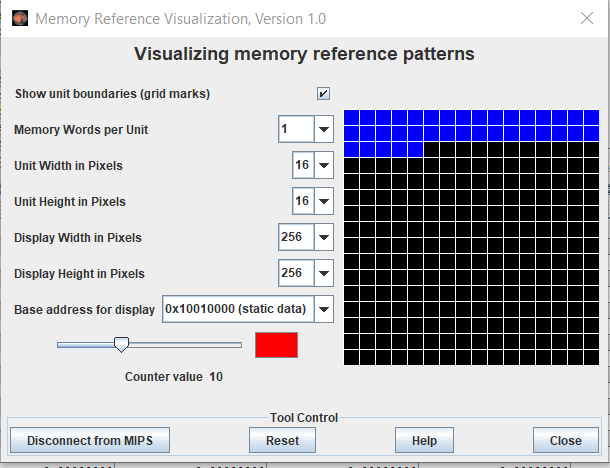 Memory Reference Visualization, Version 1.0
Visualizing memory reference patterns
Show unit boundaries (grid marks)
Memory Words per Unit 1
Unit Width in Pixels 16
Unit Height in Pixels 16
Display Width in Pixels 256
Display Height in Pixels 256
Base address for display 0x10010000 (static data)
Counter value 10
Tool Control
Disconnect from MIPS Reset Help Close